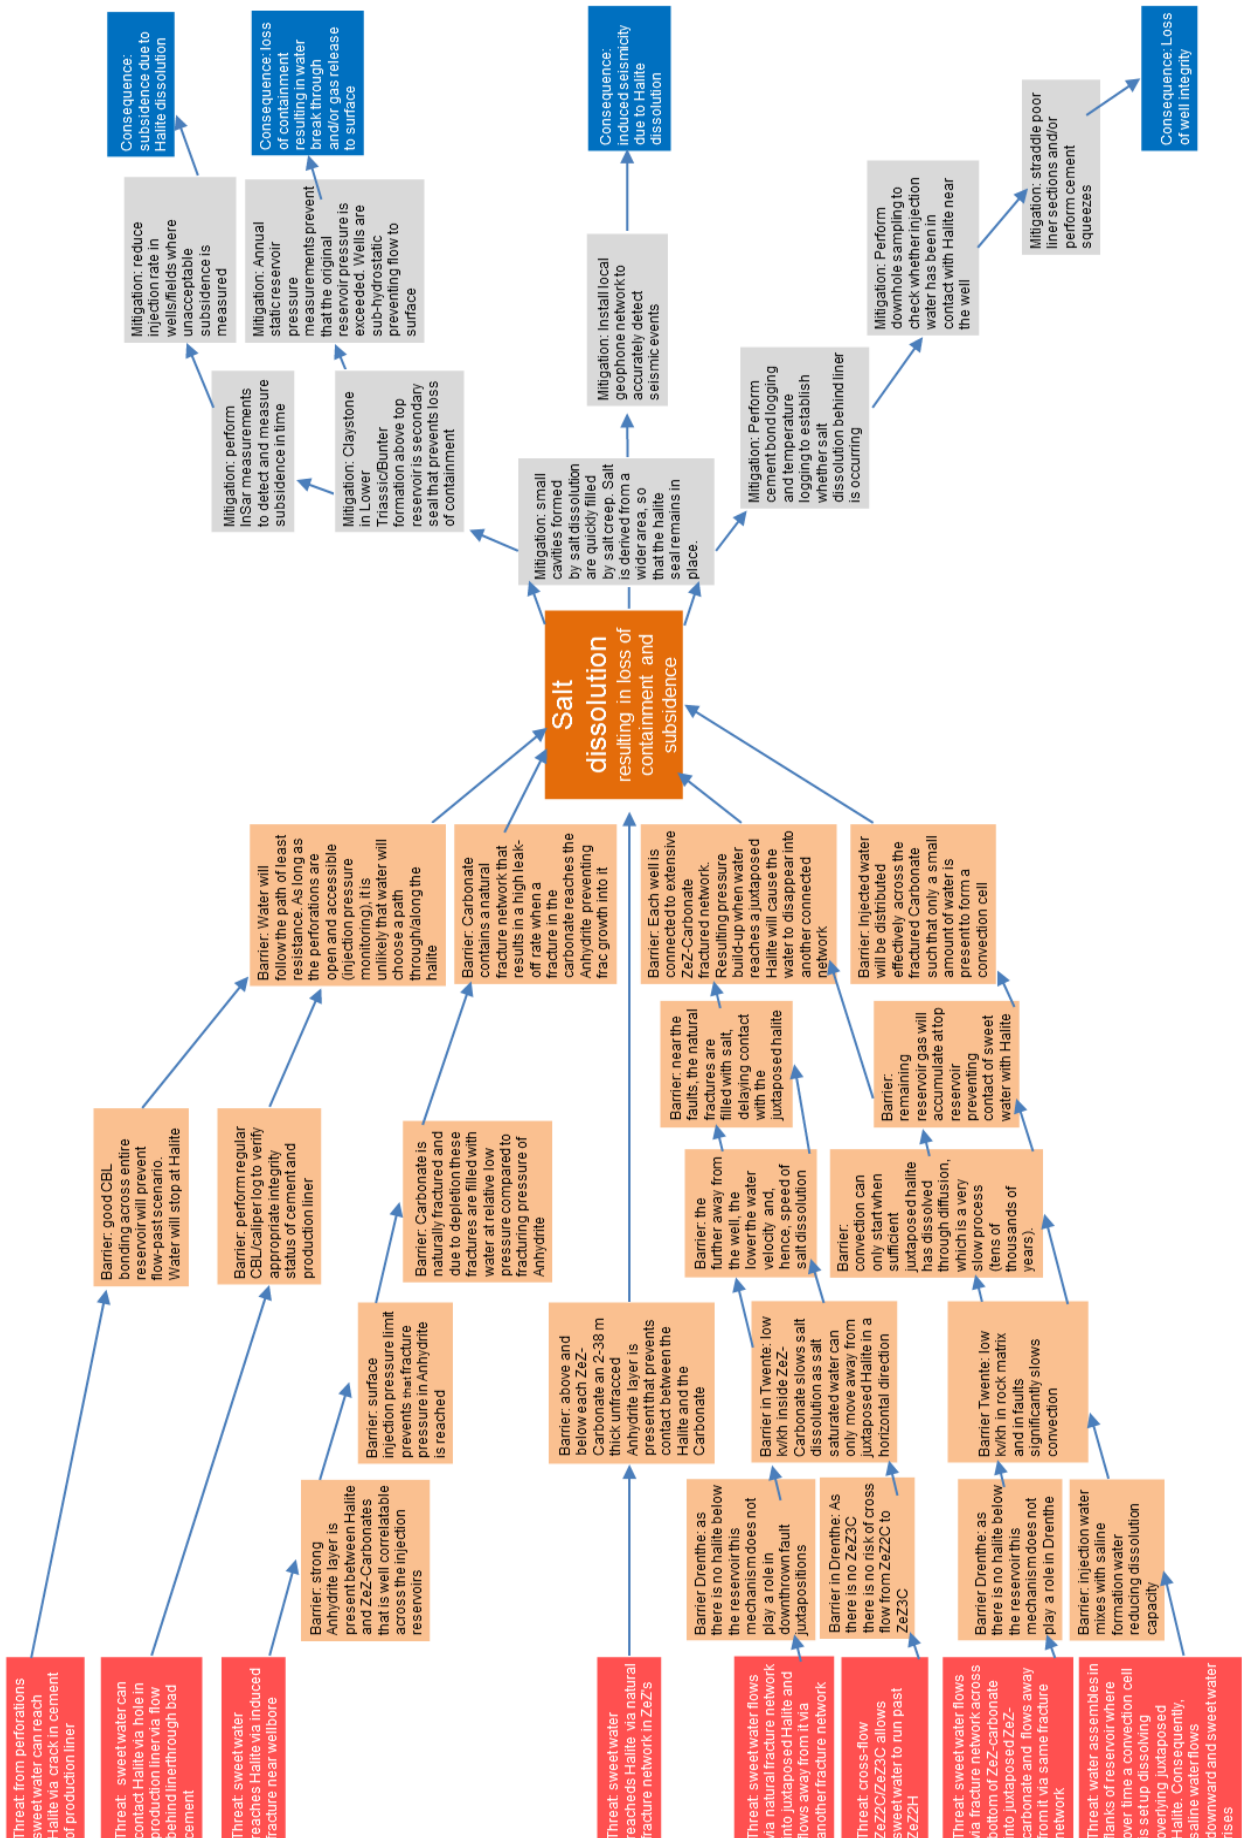 Threat from perforations
sweet water can reach
Halite via crack in cement
of production liner
Threat: sweet water can
contact Halite via hole in
production liner via flow
behind liner through bad
cement
Threat: sweet water
reaches Halite via induced
fracture near wellbore
Threat: sweet water
reacheds Halite via natural
fracture network in ZeZ's
Threat: sweet water flows
via natural fracture network
into juxtaposed Halite and
flows away from it via
another fracture network
Threat: cross-flow
ZeZ2C/ZeZ3C allows
sweet water to run past
ZeZ2H
Threat: sweet water flows
via fracture network across
bottom of ZeZ-carbonate
into juxtaposed ZeZ-
carbonate and flows away
from it via same fracture
network
Threat: water assembles in
flanks of reservoir where
over time a convection cell
is setup dissolving
overlying juxtaposed
Halite. Consequently,
saline water flows
downward and sweet water
rises
Barrier: good CBL
bonding across entire
reservoir will prevent
flow-past scenario.
Water will stop at Halite
Barrier: perform regular
CBL/caliper log to verify
appropriate integrity
status of cement and
production liner
Barrier: strong
Anhydrite layer is
present between Halite
and ZeZ-Carbonates
that is well correlatable
across the injection
reservoirs
Barrier: surface
injection pressure limit
prevents that fracture
pressure in Anhydrite
is reached
Barrier: Carbonate is
naturally fractured and
due to depletion these
fractures are filled with
water at relative low
pressure compared to
fracturing pressure of
Anhydrite
Barrier: above and
below each ZeZ-
Carbonate an 2-38 m
thick unfracced
Anhydrite layer is
present that prevents
contact between the
Halite and the
Carbonate
Barrier Drenthe: as
there is no halite below
the reservoir this
mechanism does not
play a role in
downthrown fault
juxtapositions
Barrier in Drenthe: As
there is no ZeZ3C
there is no risk of cross
flow from ZeZ2C to
ZeZ3C
Barrier in Twente: low
kv/kh inside ZeZ-
Carbonate slows salt
dissolution as salt
saturated water can
only move away from
juxtaposed Halite in a
horizontal direction
Barrier: the
further away from
the well, the
lower the water
velocity and,
hence, speed of
salt dissolution
Barrier: near the
faults, the natural
fractures are
filled with salt,
delaying contact
with the
juxtaposed halite
Barrier Drenthe: as
there is no halite below
the reservoir this
mechanism does not
play a role in Drenthe
Barrier: injection water
mixes with saline
formation water
reducing dissolution
capacity
Barrier Twente: low
kv/kh in rock matrix
and in faults
significantly slows
convection
Barrier:
convection can
only start when
sufficient
juxtaposed halite
has dissolved
through diffusion,
which is a very
slow process
(tens of
thousands of
years).
Barrier:
remaining
reservoir gas will
accumulate at top
reservoir
preventing
contact of sweet
water with Halite
Barrier: Water will
follow the path of least
resistance. As long as
the perforations are
open and accessible
(injection pressure
monitoring), it is
unlikely that water will
choose a path
through/along the
halite
Barrier: Carbonate
contains a natural
fracture network that
results in a high leak-
off rate when a
fracture in the
carbonate reaches the
Anhydrite preventing
frac growth into it
Barrier: Each well is
connected to extensive
ZeZ-Carbonate
fractured network.
Resulting pressure
build-up when water
reaches a juxtaposed
Halite will cause the
water to disappear into
another connected
network
Barrier: Injected water
will be distributed
effectively across the
fractured Carbonate
such that only a small
amount of water is
present to form a
convection cell
Salt
dissolution
resulting in loss of
containment and
subsidence
Mitigation: small
cavities formed
by salt dissolution
are quickly filled
by salt creep. Salt
is derived from a
wider area, so
that the halite
seal remains in
place.
Mitigation: perform
InSar measurements
to detect and measure
subsidence in time
Mitigation: Claystone
in Lower
Triassic/Bunter
formation above top
reservoir is secondary
seal that prevents loss
of containment
Mitigation: reduce
injection rate in
wells/fields where
unacceptable
subsidence is
measured
Mitigation: Annual
static reservoir
pressure
measurements prevent
that the original
reservoir pressure is
exceeded. Wells are
sub-hydrostatic
preventing flow to
surface
Mitigation: Install local
geophone network to
accurately detect
seismic events
Mitigation: Perform
cement bond logging
and temperature
logging to establish
whether salt
dissolution behind liner
is occurring
Mitigation: Perform
downhole sampling to
check whether injection
water has been in
contact with Halite near
the well
Mitigation: straddle poor
liner sections and/or
perform cement
squeezes
Consequence:
subsidence due to
Halite dissolution
Consequence: loss
of containment
resulting in water
break through
and/or gas release
to surface
Consequence:
induced seismicity
due to Halite
dissolution
Consequence: Loss
of well integrity